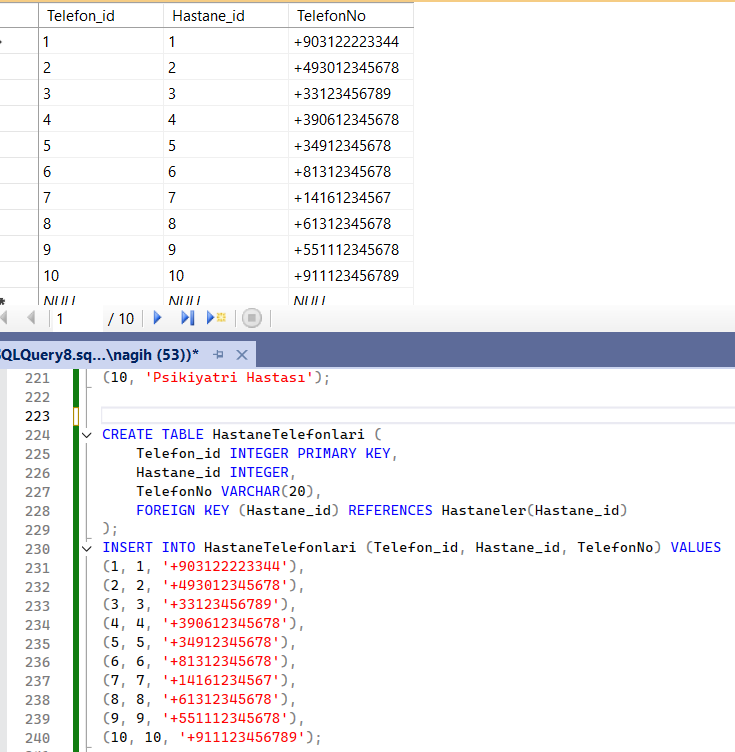 Telefon_id Hastane_id TelefonNo
1 1 +903122223344
2 2 +493012345678
3 3 +33123456789
4 4 +390612345678
5 5 +34912345678
6 6 +81312345678
7 7 +14161234567
8 8 +61312345678
9 9 +551112345678
10 10 +911123456789
NULL NULL NULL
1 / 10
SQLQuery8.sq...\nagih (53))*
221 (10, 'Psikiyatri Hastası');
222
223
224 CREATE TABLE HastaneTelefonlari (
225 Telefon_id INTEGER PRIMARY KEY,
226 Hastane_id INTEGER,
227 TelefonNo VARCHAR(20),
228 FOREIGN KEY (Hastane_id) REFERENCES Hastaneler(Hastane_id)
229 );
230 INSERT INTO HastaneTelefonlari (Telefon_id, Hastane_id, TelefonNo) VALUES
231 (1, 1, '+903122223344'),
232 (2, 2, '+493012345678'),
233 (3, 3, '+33123456789'),
234 (4, 4, '+390612345678'),
235 (5, 5, '+34912345678'),
236 (6, 6, '+81312345678'),
237 (7, 7, '+14161234567'),
238 (8, 8, '+61312345678'),
239 (9, 9, '+551112345678'),
240 (10, 10, '+911123456789');